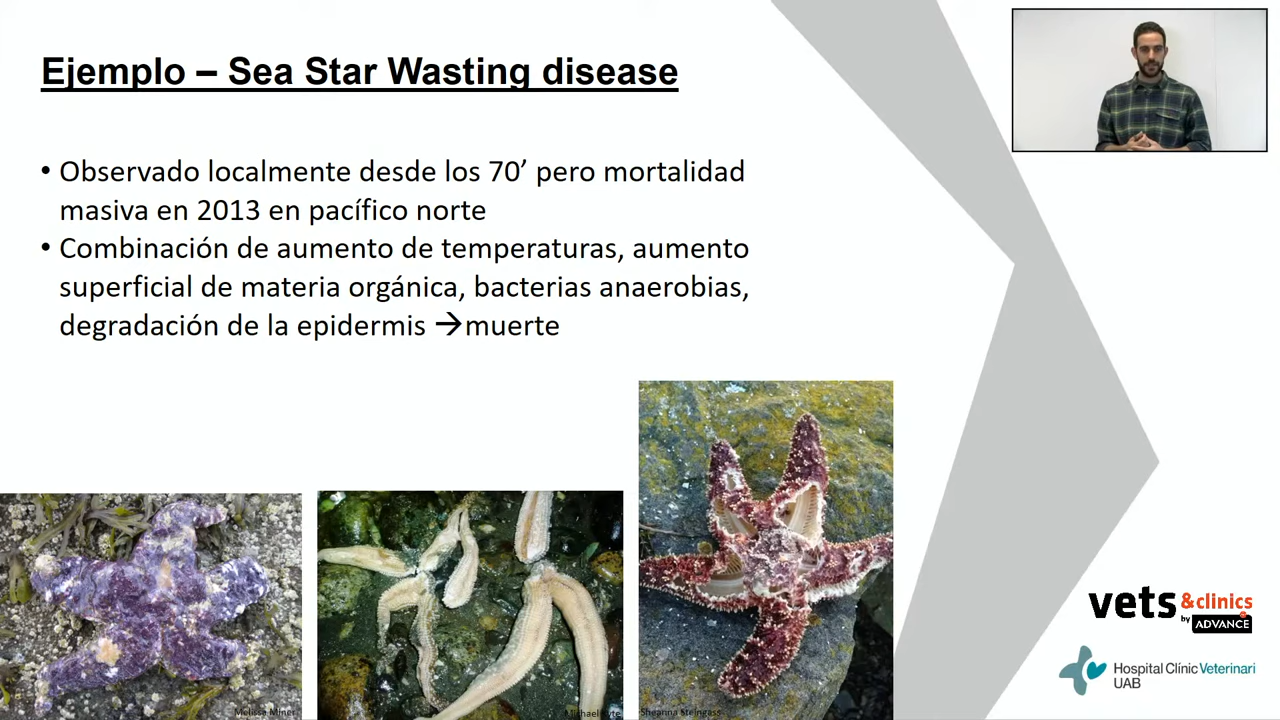 Ejemplo – Sea Star Wasting disease
• Observado localmente desde los 70’ pero mortalidad
masiva en 2013 en pacífico norte
• Combinación de aumento de temperaturas, aumento
superficial de materia orgánica, bacterias anaerobias,
degradación de la epidermis →muerte
Melissa Miner
Sheanna Steingass
vets &clinics
by ADVANCE
Hospital Clínic Veterinari
UAB